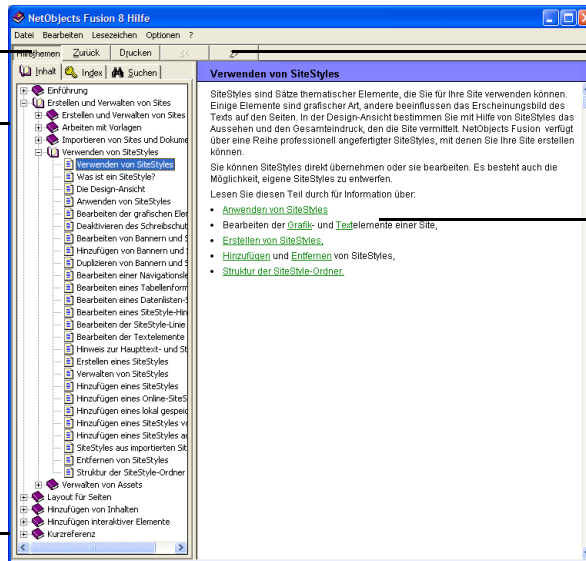 NetObjects Fusion 8 Hilfe
Datei Bearbeiten Lesezeichen Optionen ?
Hilfethemen Zurück Drucken << >>
Inhalt Index Suchen
Einführung
Erstellen und Verwalten von Sites
Erstellen und Verwalten von Sites
Arbeiten mit Vorlagen
Importieren von Sites und Dokume
Verwenden von SiteStyles
Verwenden von SiteStyles
Was ist ein SiteStyle?
Die Design-Ansicht
Anwenden von SiteStyles
Bearbeiten der grafischen Eler
Deaktivieren des Schreibschut
Bearbeiten von Bannern und S
Hinzufügen von Bannern und S
Duplizieren von Bannern und S
Bearbeiten einer Navigationsle
Bearbeiten eines Tabellenform
Bearbeiten eines Datenlisten-S
Bearbeiten eines SiteStyle-Hin
Bearbeiten der SiteStyle-Linie
Bearbeiten der Textelemente
Hinweis zur Haupttext- und St
Erstellen eines SiteStyles
Verwalten von SiteStyles
Hinzufügen eines SiteStyles
Hinzufügen eines Online-SiteS
Hinzufügen eines lokal gespeic
Hinzufügen eines SiteStyles vo
Hinzufügen eines SiteStyles au
SiteStyles aus importierten Sit
Entfernen von SiteStyles
Struktur der SiteStyle-Ordner
Verwalten von Assets
Layout für Seiten
Hinzufügen von Inhalten
Hinzufügen interaktiver Elemente
Kurzreferenz
Verwenden von SiteStyles
SiteStyles sind Sätze thematischer Elemente, die Sie für Ihre Site verwenden können.
Einige Elemente sind grafischer Art, andere beeinflussen das Erscheinungsbild des
Texts auf den Seiten. In der Design-Ansicht bestimmen Sie mit Hilfe von SiteStyles das
Aussehen und den Gesamteindruck, den die Site vermittelt. NetObjects Fusion verfügt
über eine Reihe professionell angefertigter SiteStyles, mit denen Sie Ihre Site erstellen
können.
Sie können SiteStyles direkt übernehmen oder sie bearbeiten. Es besteht auch die
Möglichkeit, eigene SiteStyles zu entwerfen.
Lesen Sie diesen Teil durch für Information über:
• Anwenden von SiteStyles
• Bearbeiten der Grafik- und Textelemente einer Site,
• Erstellen von SiteStyles,
• Hinzufügen und Entfernen von SiteStyles,
• Struktur der SiteStyle-Ordner.